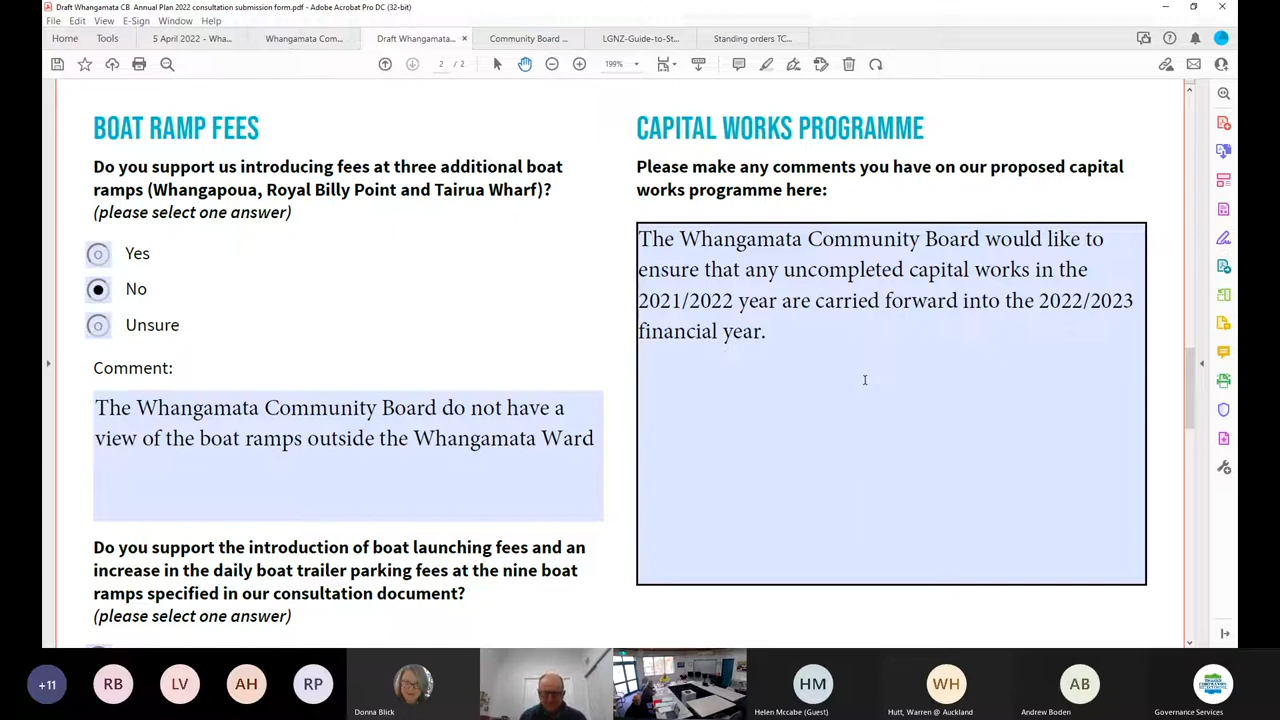 Draft Whangamata CB Annual Plan 2022 consultation submission form.pdf - Adobe Acrobat Pro DC (32-bit)
File Edit View E-Sign Window Help
Home Tools 5 April 2022 - Wha... Whangamata Com... Draft Whangamata... × Community Board ... LGNZ-Guide-to-St... Standing orders TC...
2 / 2 199%
BOAT RAMP FEES
Do you support us introducing fees at three additional boat
ramps (Whangapoua, Royal Billy Point and Tairua Wharf)?
(please select one answer)
Yes
No
Unsure
Comment:
The Whangamata Community Board do not have a
view of the boat ramps outside the Whangamata Ward
Do you support the introduction of boat launching fees and an
increase in the daily boat trailer parking fees at the nine boat
ramps specified in our consultation document?
(please select one answer)
CAPITAL WORKS PROGRAMME
Please make any comments you have on our proposed capital
works programme here:
The Whangamata Community Board would like to
ensure that any uncompleted capital works in the
2021/2022 year are carried forward into the 2022/2023
financial year.
+11 RB LV AH RP HM WH AB
Donna Blick Helen Mccabe (Guest) Hutt, Warren @ Auckland Andrew Boden Governance Services